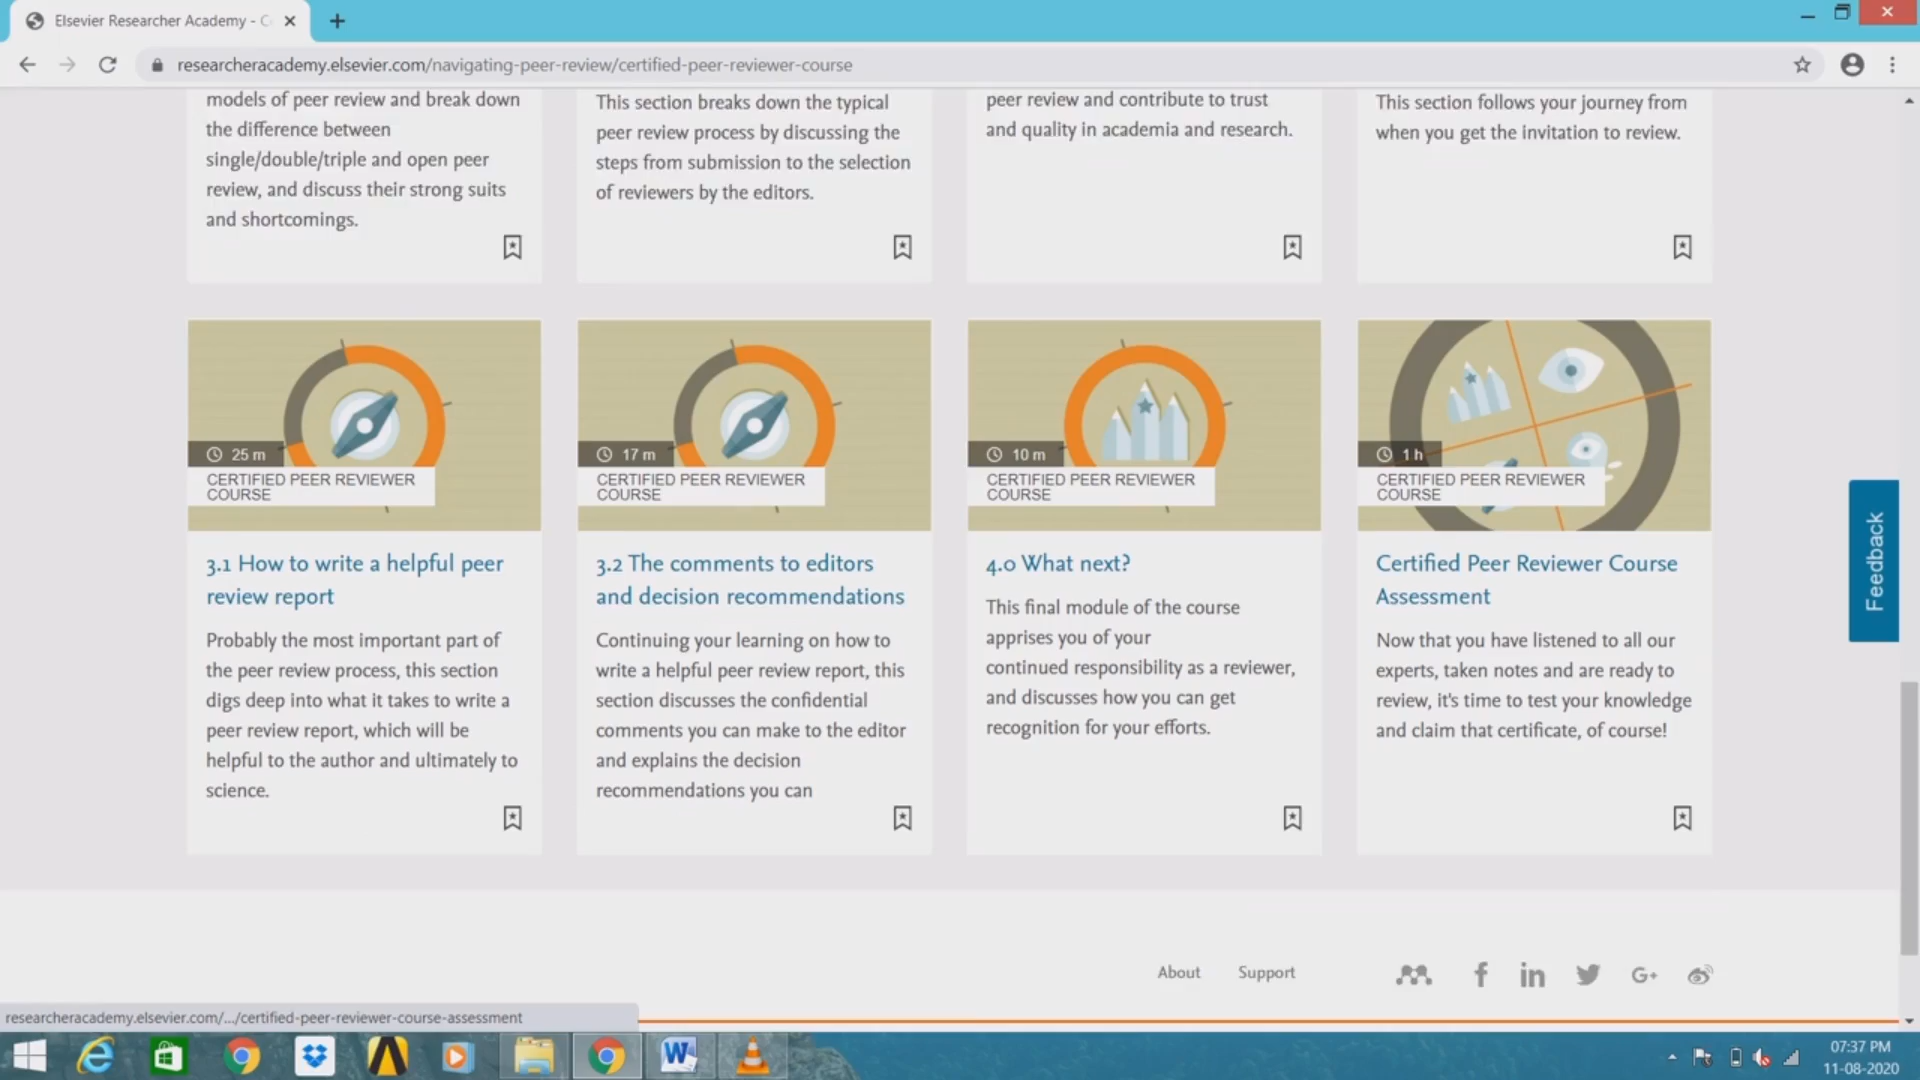 Elsevier Researcher Academy - C
researcheracademy.elsevier.com/navigating-peer-review/certified-peer-reviewer-course
models of peer review and break down
the difference between
single/double/triple and open peer
review, and discuss their strong suits
and shortcomings.
This section breaks down the typical
peer review process by discussing the
steps from submission to the selection
of reviewers by the editors.
peer review and contribute to trust
and quality in academia and research.
This section follows your journey from
when you get the invitation to review.
25 m
CERTIFIED PEER REVIEWER
COURSE
3.1 How to write a helpful peer
review report
Probably the most important part of
the peer review process, this section
digs deep into what it takes to write a
peer review report, which will be
helpful to the author and ultimately to
science.
17 m
CERTIFIED PEER REVIEWER
COURSE
3.2 The comments to editors
and decision recommendations
Continuing your learning on how to
write a helpful peer review report, this
section discusses the confidential
comments you can make to the editor
and explains the decision
recommendations you can
10 m
CERTIFIED PEER REVIEWER
COURSE
4.0 What next?
This final module of the course
apprises you of your
continued responsibility as a reviewer,
and discusses how you can get
recognition for your efforts.
1 h
CERTIFIED PEER REVIEWER
COURSE
Certified Peer Reviewer Course
Assessment
Now that you have listened to all our
experts, taken notes and are ready to
review, it's time to test your knowledge
and claim that certificate, of course!
Feedback
About
Support
G+
researcheracademy.elsevier.com/.../certified-peer-reviewer-course-assessment
07:37 PM
11-08-2020